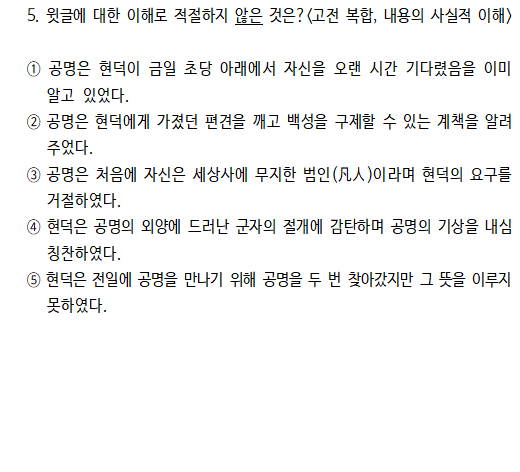 5. 윗글에 대한 이해로 적절하지 않은 것은?<고전 복합, 내용의 사실적 이해>
① 공명은 현덕이 금일 초당 아래에서 자신을 오랜 시간 기다렸음을 이미
알고 있었다.
② 공명은 현덕에게 가졌던 편견을 깨고 백성을 구제할 수 있는 계책을 알려
주었다.
③ 공명은 처음에 자신은 세상사에 무지한 범인(凡人)이라며 현덕의 요구를
거절하였다.
④ 현덕은 공명의 외양에 드러난 군자의 절개에 감탄하며 공명의 기상을 내심
칭찬하였다.
⑤ 현덕은 전일에 공명을 만나기 위해 공명을 두 번 찾아갔지만 그 뜻을 이루지
못하였다.